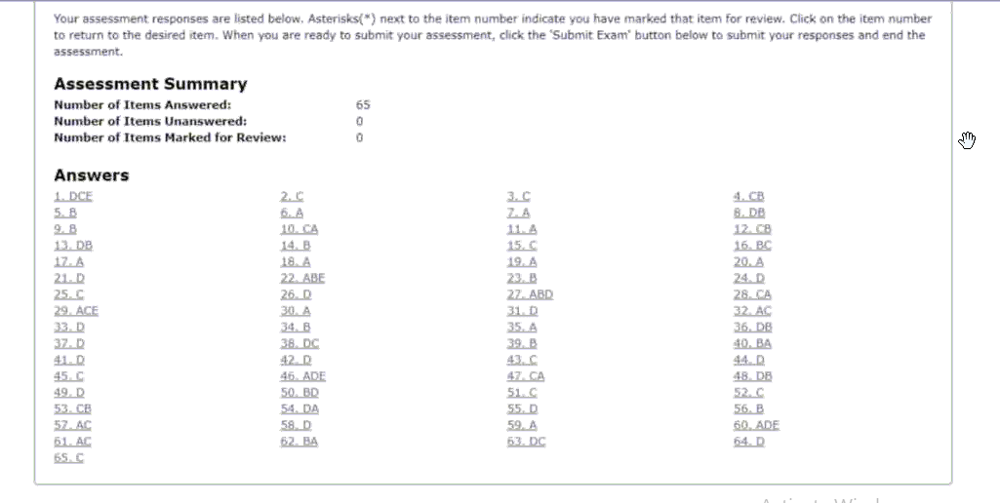 Your assessment responses are listed below. Asterisks(*) next to the item number indicate you have marked that item for review. Click on the item number
to return to the desired item. When you are ready to submit your assessment, click the 'Submit Exam' button below to submit your responses and end the
assessment.
Assessment Summary
Number of Items Answered: 65
Number of Items Unanswered: 0
Number of Items Marked for Review: 0
Answers
1. DCE 2. C 3. C 4. CB
5. B 6. A 7. A 8. DB
9. B 10. CA 11. A 12. CB
13. DB 14. B 15. C 16. BC
17. A 18. A 19. A 20. A
21. D 22. ABE 23. B 24. D
25. C 26. D 27. ABD 28. CA
29. ACE 30. A 31. D 32. AC
33. D 34. B 35. A 36. DB
37. D 38. DC 39. B 40. BA
41. D 42. D 43. C 44. D
45. C 46. ADE 47. CA 48. DB
49. D 50. BD 51. C 52. C
53. CB 54. DA 55. D 56. B
57. AC 58. D 59. A 60. ADE
61. AC 62. BA 63. DC 64. D
65. C